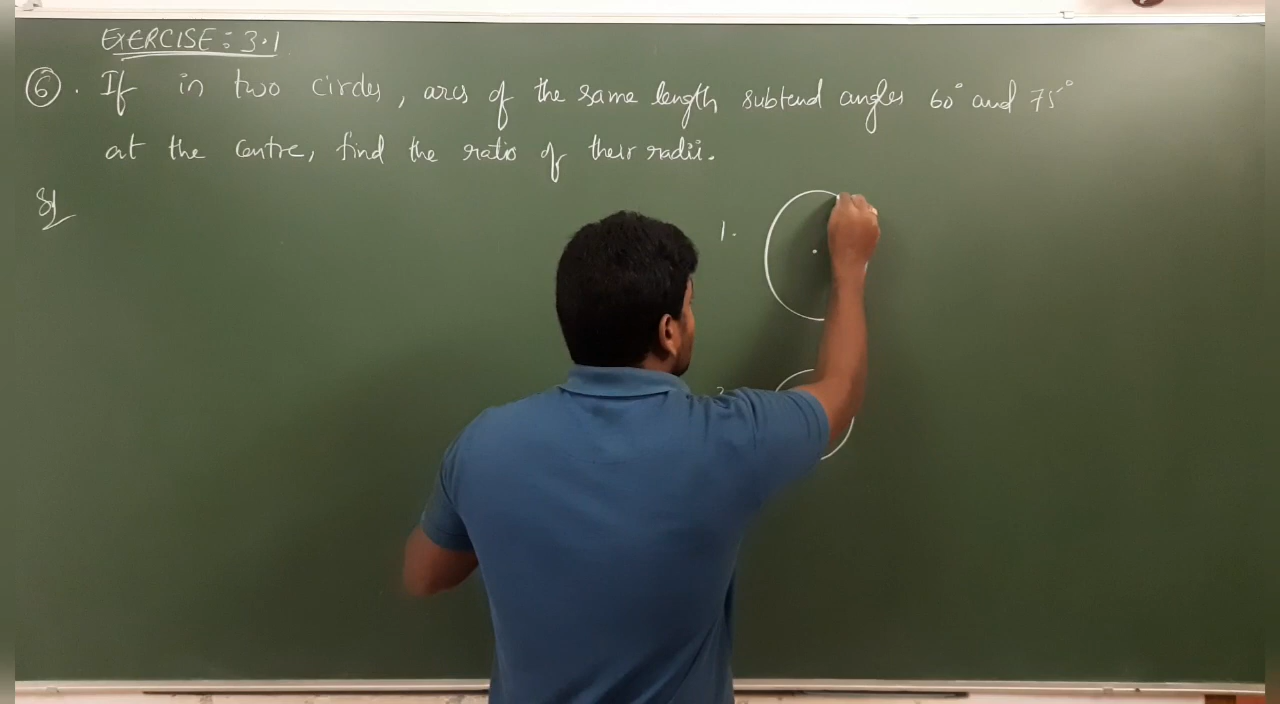 EXERCISE: 3.1
6. If in two circles, arcs of the same length subtend angles 60° and 75°
at the centre, find the ratio of their radii.
Sol
1.
2